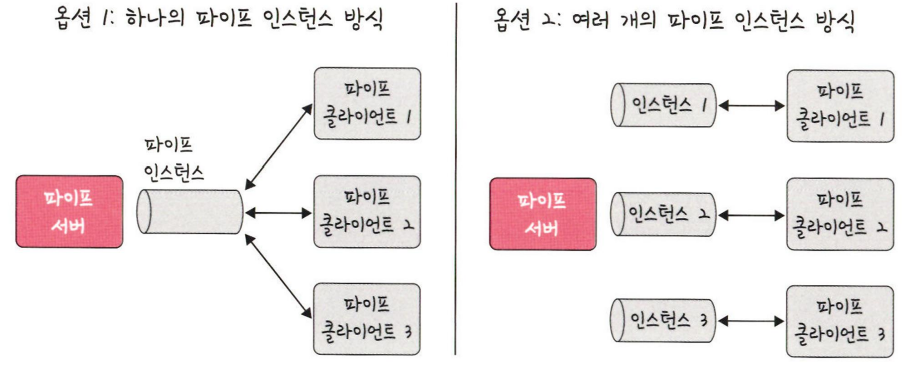 옵션 1: 하나의 파이프 인스턴스 방식
파이프
클라이언트 1
파이프
인스턴스
파이프
서버
파이프
클라이언트 2
파이프
클라이언트 3
옵션 2: 여러 개의 파이프 인스턴스 방식
인스턴스 1
파이프
클라이언트 1
파이프
서버
인스턴스 2
파이프
클라이언트 2
인스턴스 3
파이프
클라이언트 3